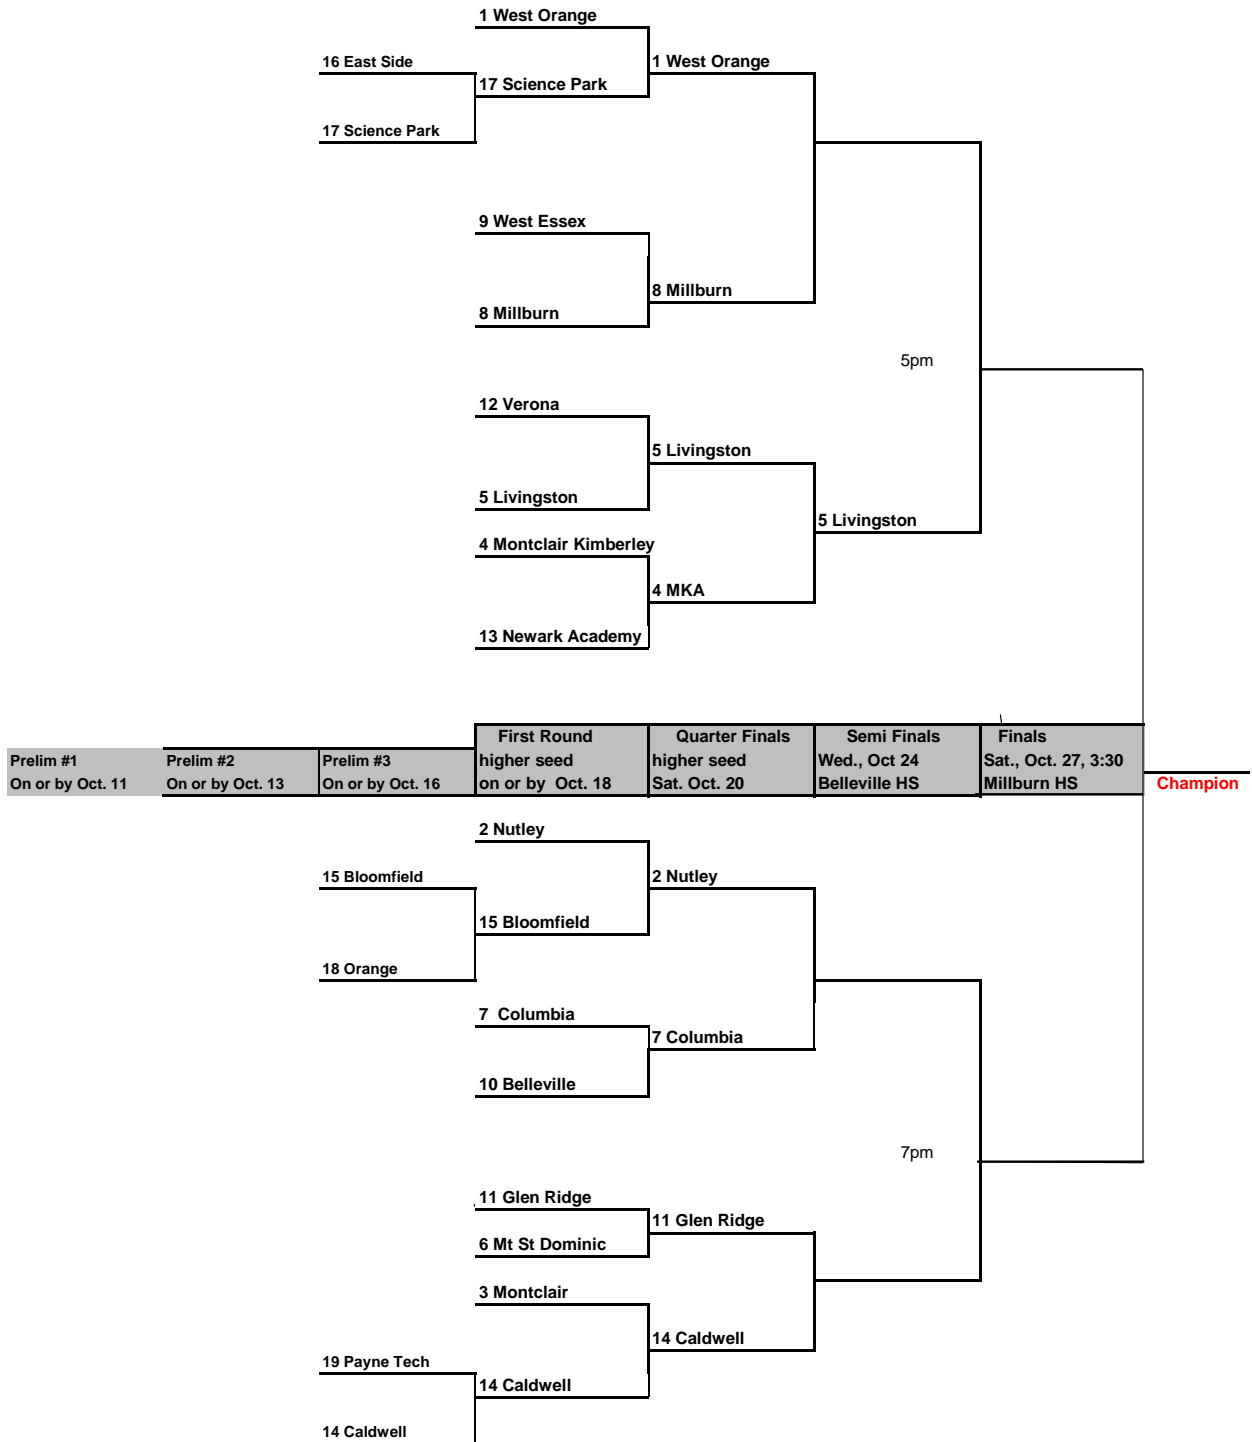 1 West Orange
16 East Side
1 West Orange
17 Science Park
17 Science Park
9 West Essex
8 Millburn
8 Millburn
5pm
12 Verona
5 Livingston
5 Livingston
5 Livingston
4 Montclair Kimberley
4 MKA
13 Newark Academy
First Round
Quarter Finals
Semi Finals
Finals
Prelim #1
Prelim #2
Prelim #3
higher seed
higher seed
Wed., Oct 24
Sat., Oct. 27, 3:30
On or by Oct. 11
On or by Oct. 13
On or by Oct. 16
on or by Oct. 18
Sat. Oct. 20
Belleville HS
Millburn HS
Champion
2 Nutley
15 Bloomfield
2 Nutley
15 Bloomfield
18 Orange
7 Columbia
7 Columbia
10 Belleville
7pm
11 Glen Ridge
11 Glen Ridge
6 Mt St Dominic
3 Montclair
14 Caldwell
19 Payne Tech
14 Caldwell
14 Caldwell